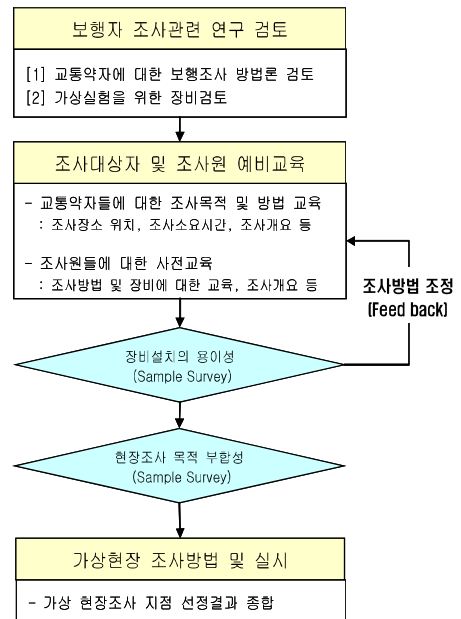 보행자 조사관련 연구 검토
[1] 교통약자에 대한 보행조사 방법론 검토
[2] 가상실험을 위한 장비검토
조사대상자 및 조사원 예비교육
- 교통약자들에 대한 조사목적 및 방법 교육
: 조사장소 위치, 조사소요시간, 조사개요 등
- 조사원들에 대한 사전교육
: 조사방법 및 장비에 대한 교육, 조사개요 등
조사방법 조정
(Feed back)
장비설치의 용이성
(Sample Survey)
현장조사 목적 부합성
(Sample Survey)
가상현장 조사방법 및 실시
- 가상 현장조사 지점 선정결과 종합